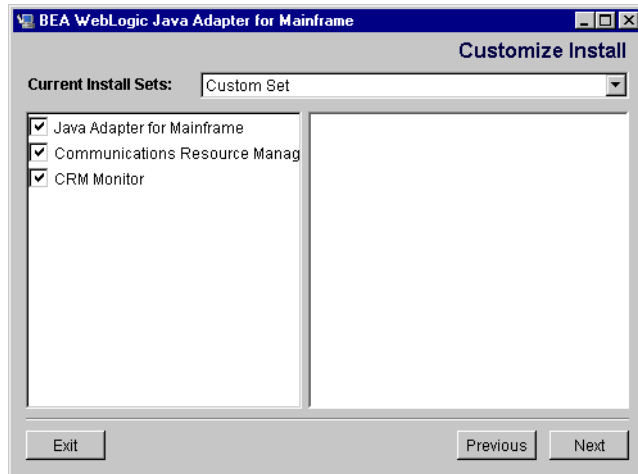 BEA WebLogic Java Adapter for Mainframe
Customize Install
Current Install Sets: Custom Set
Java Adapter for Mainframe
Communications Resource Manag
CRM Monitor
Exit Previous Next